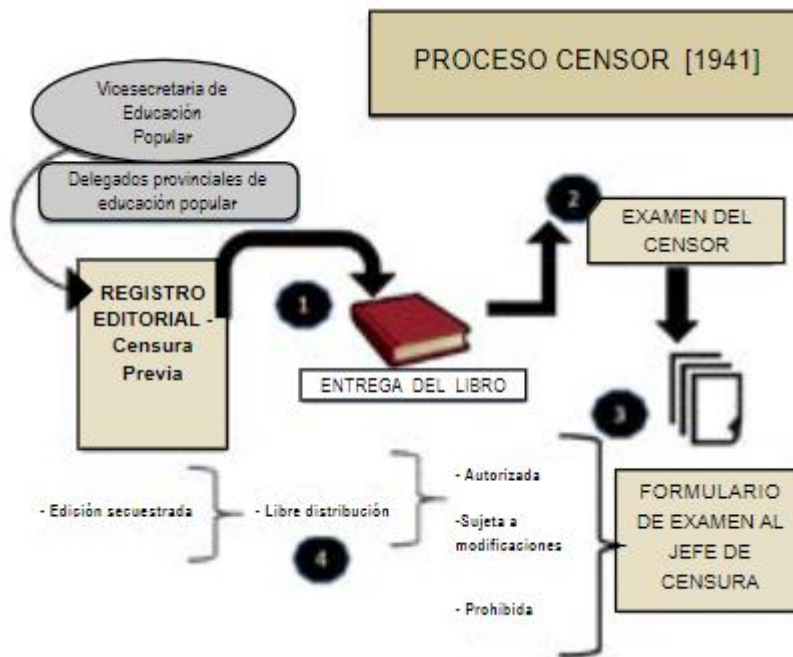 PROCESO CENSOR [1941]
Vicesecretaria de
Educación
Popular
Delegados provinciales de
educación popular
REGISTRO
EDITORIAL -
Censura
Previa
1
ENTREGA DEL LIBRO
2
EXAMEN DEL
CENSOR
3
FORMULARIO
DE EXAMEN AL
JEFE DE
CENSURA
- Autorizada
-Sujeta a
modificaciones
- Prohibida
- Libre distribución
4
- Edición secuestrada